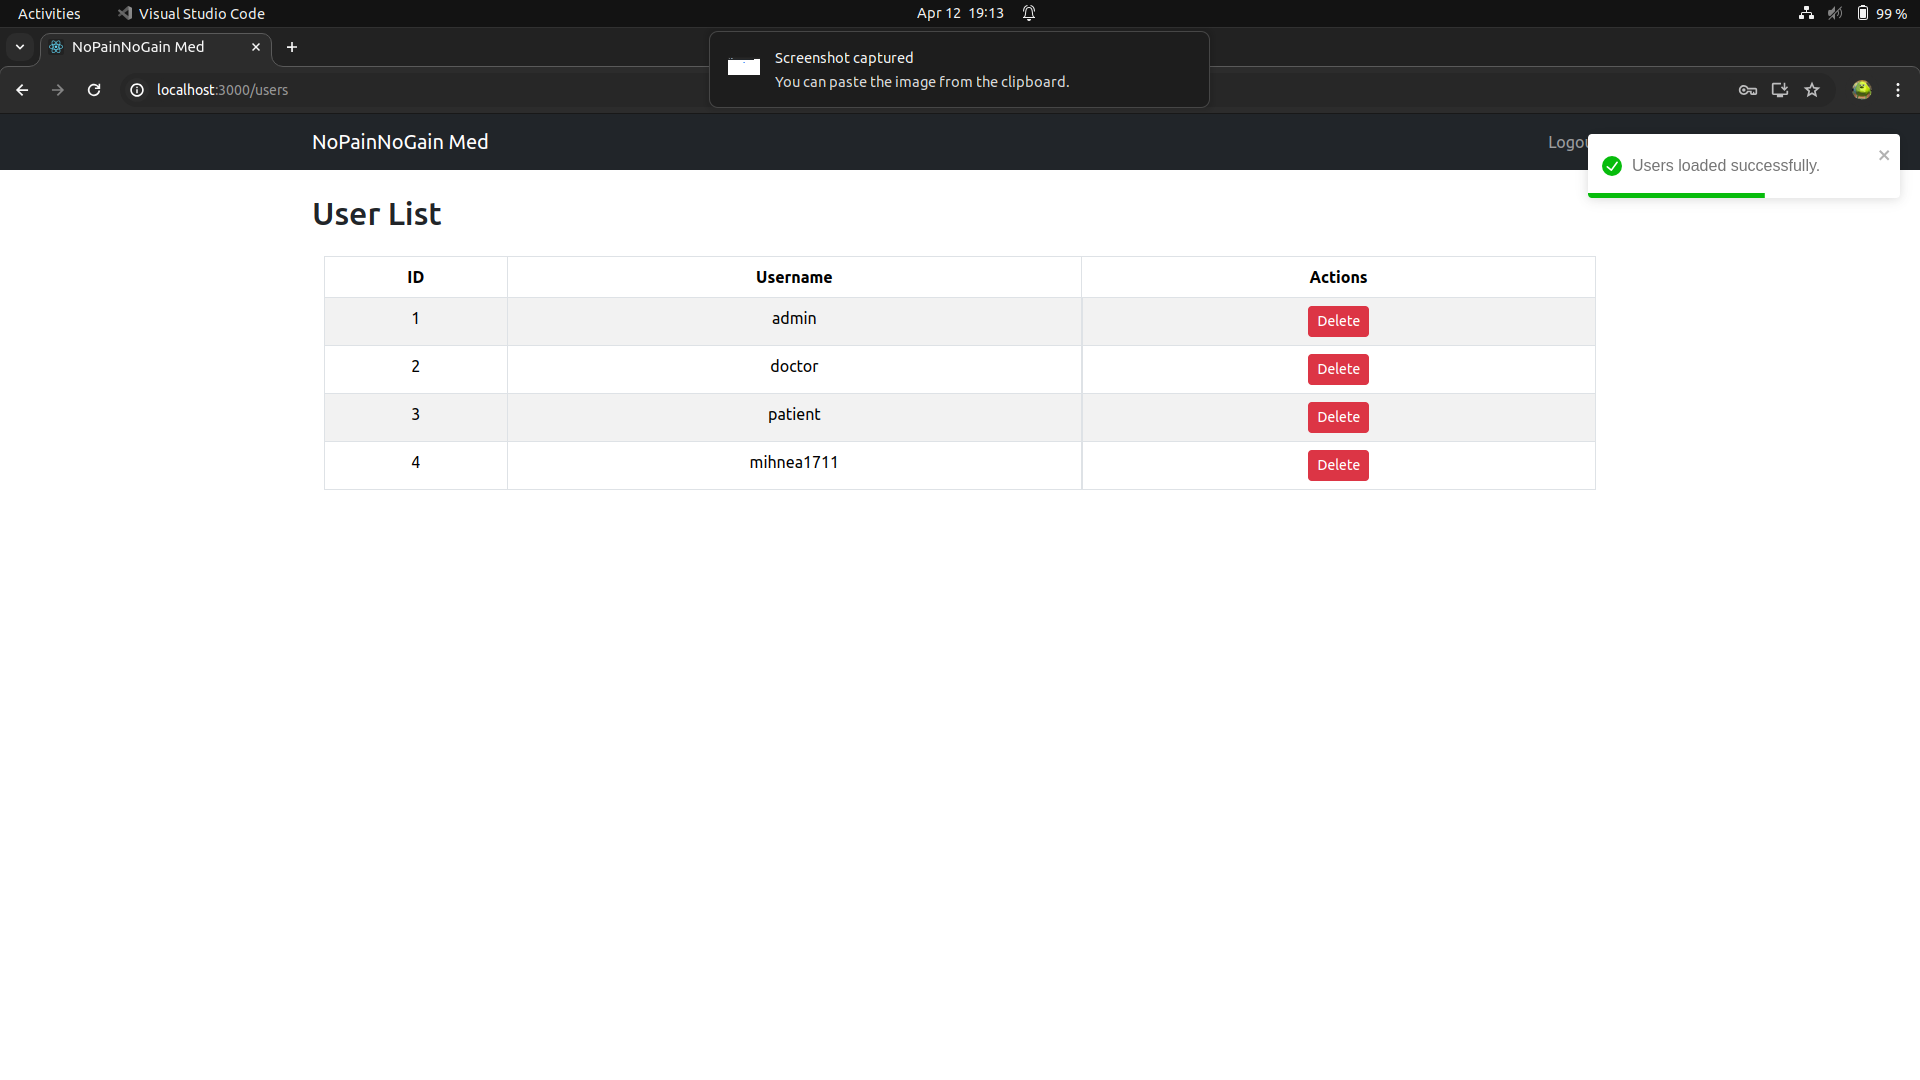 Activities
Visual Studio Code
Apr 12 19:13
99 %
NoPainNoGain Med
Screenshot captured
You can paste the image from the clipboard.
localhost:3000/users
NoPainNoGain Med
Users loaded successfully.
User List
ID Username Actions
1 admin Delete
2 doctor Delete
3 patient Delete
4 mihnea1711 Delete